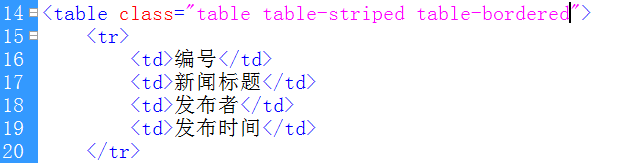 14 <table class="table table-striped table-bordered">
15 <tr>
16 <td>编号</td>
17 <td>新闻标题</td>
18 <td>发布者</td>
19 <td>发布时间</td>
20 </tr>